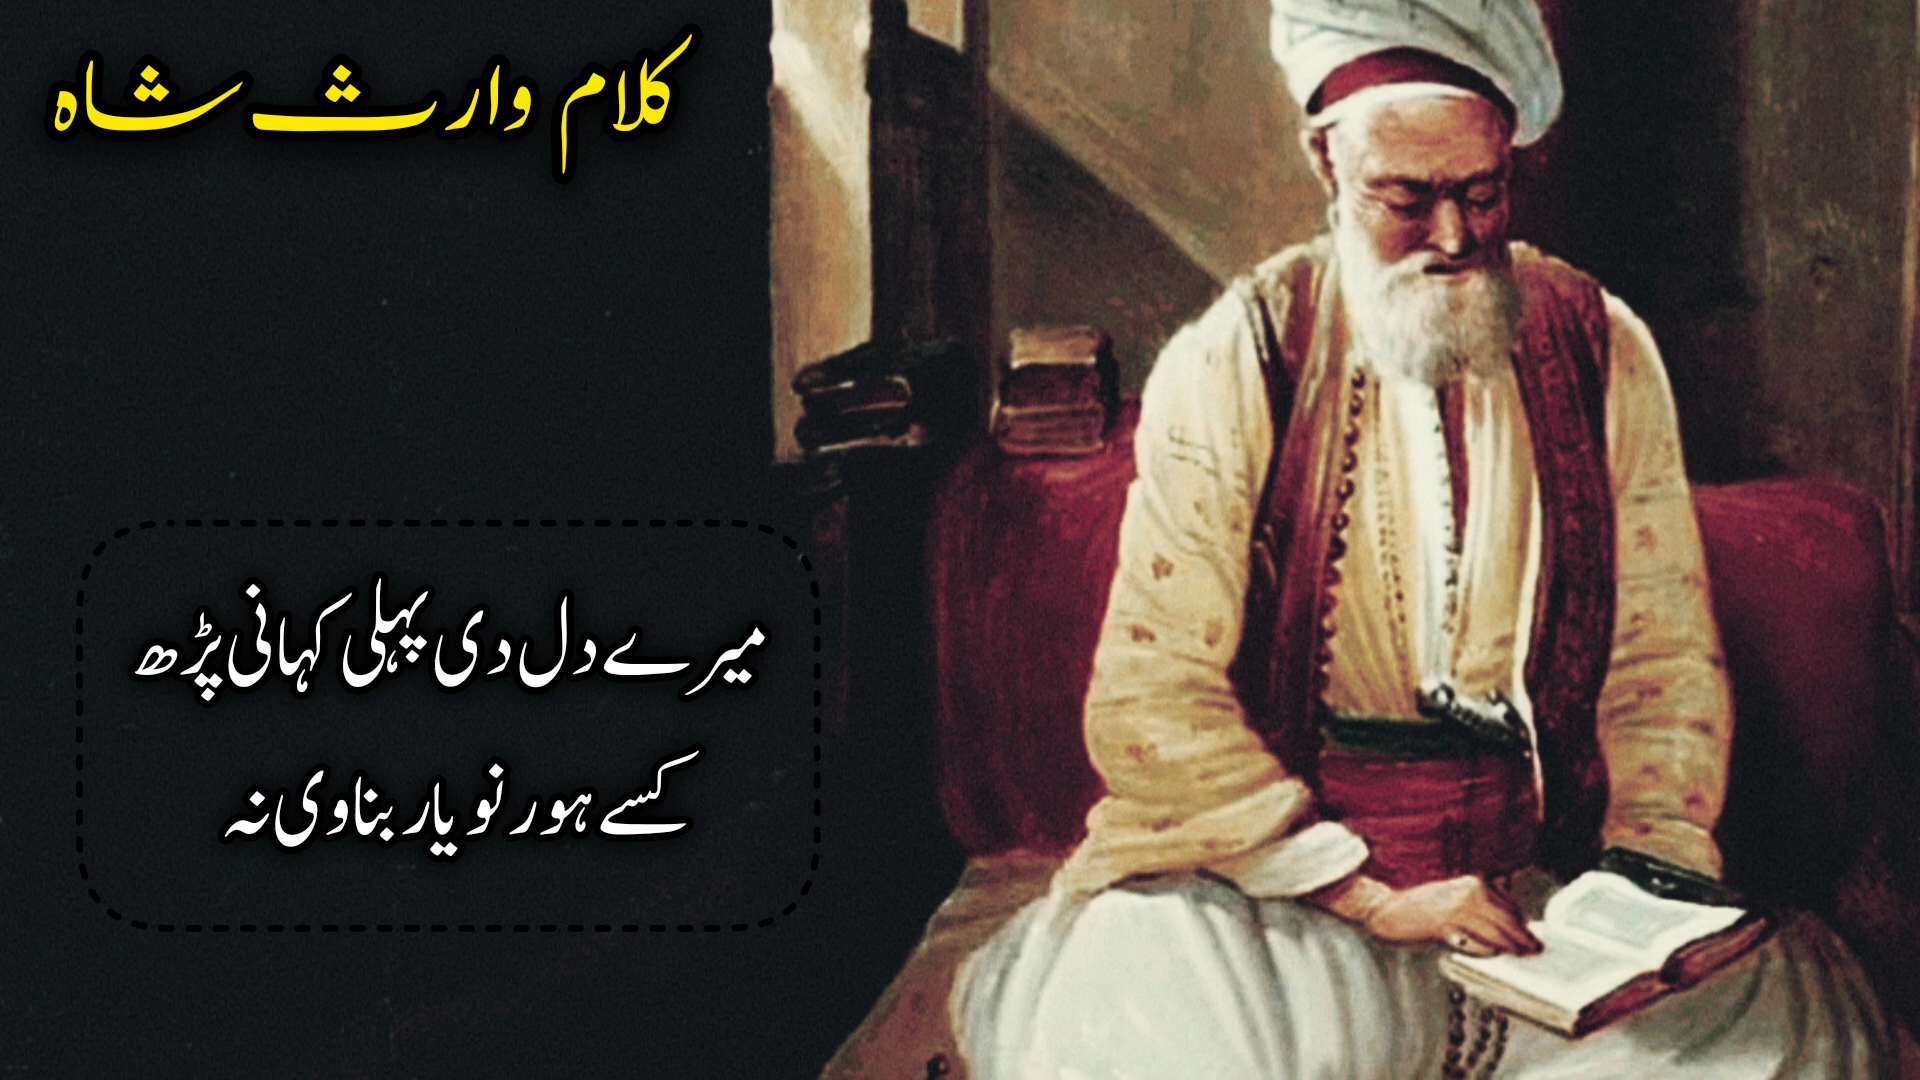 کلام وارث شاہ
میرے دل دی پہلی کہانی پڑھ
کسے ہور نو یار بناوی نہ